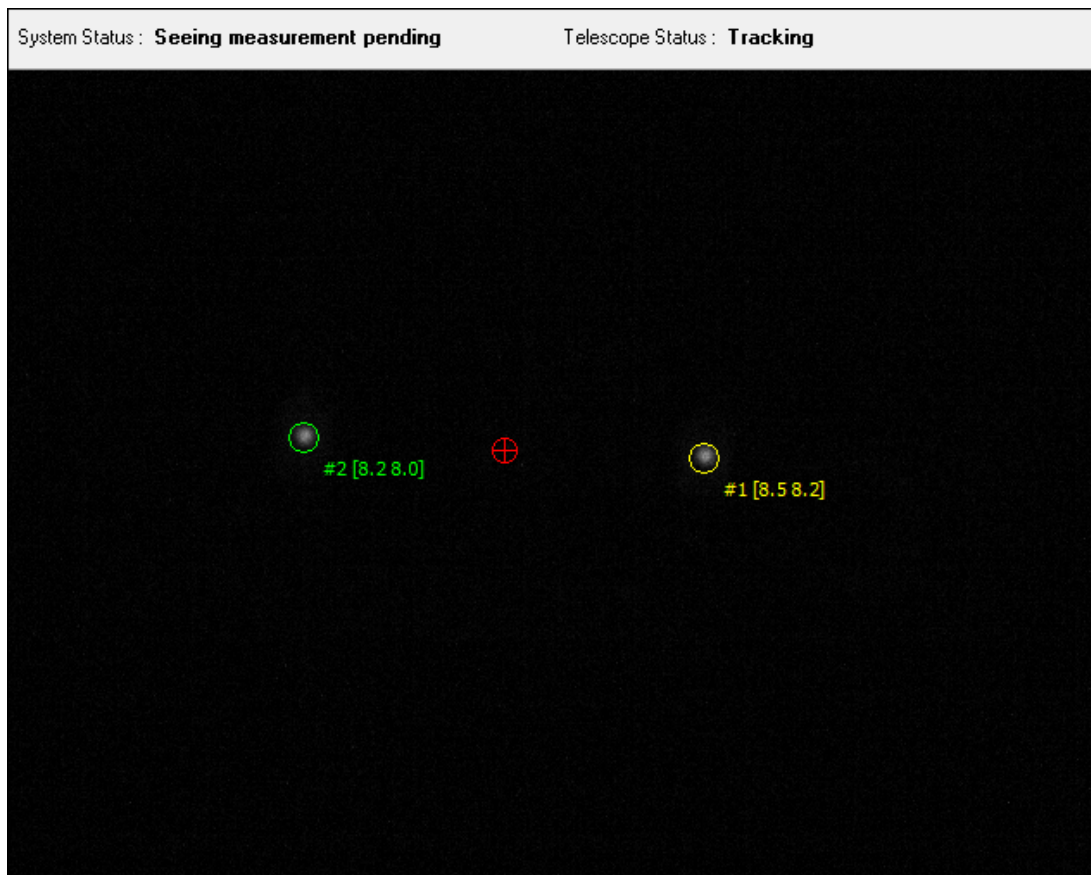 System Status : Seeing measurement pending Telescope Status : Tracking
#2 [8.2 8.0]
#1 [8.5 8.2]